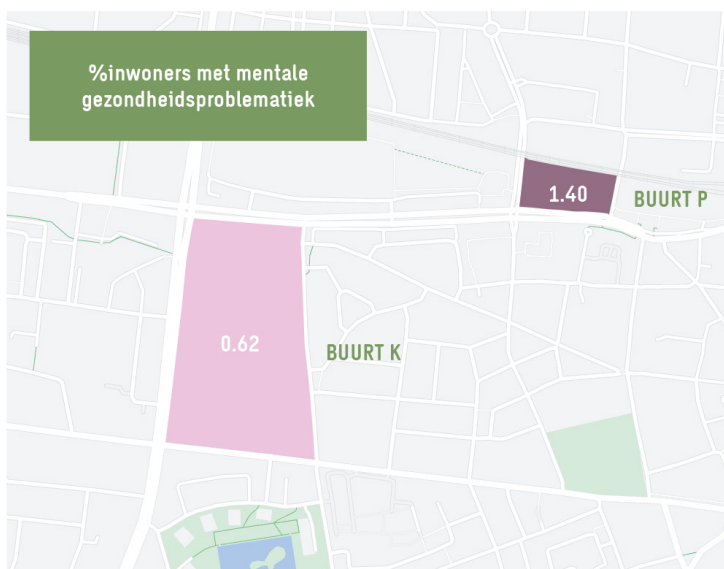 %inwoners met mentale
gezondheidsproblematiek
1.40
BUURT P
0.62
BUURT K